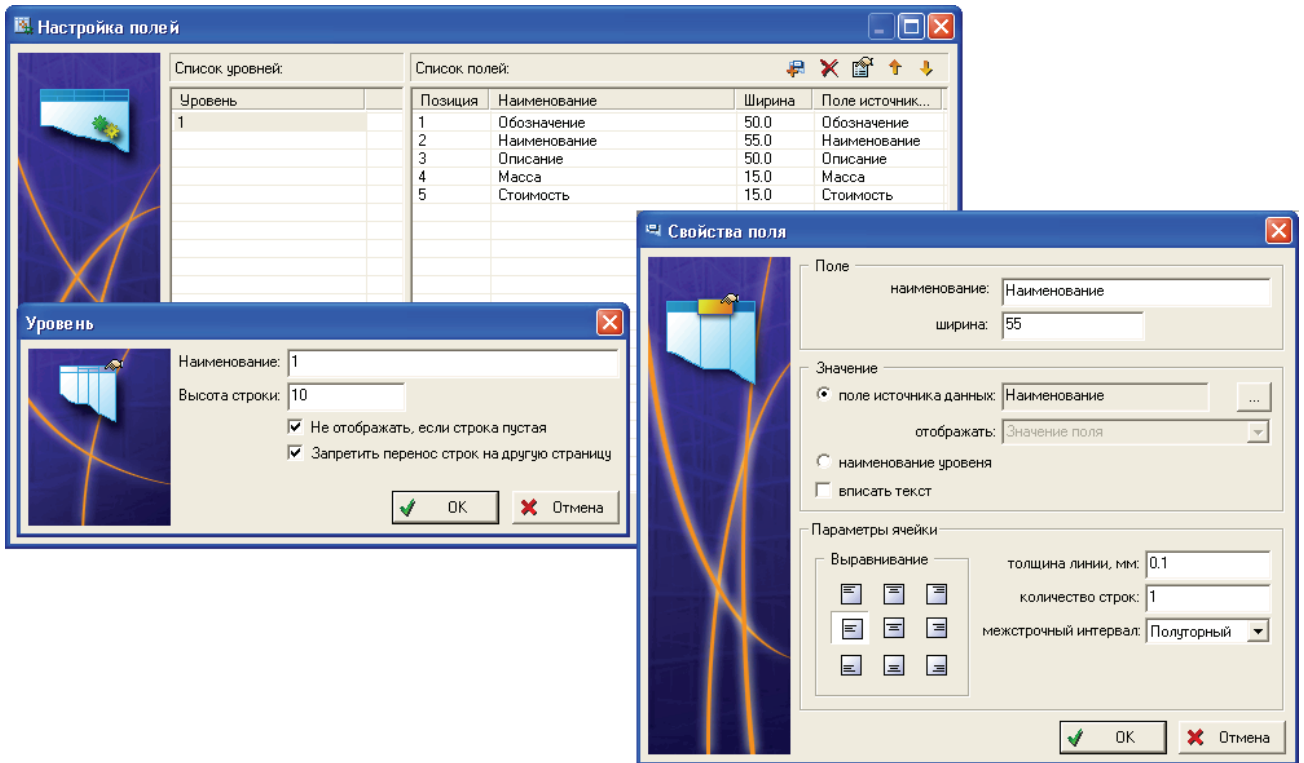 Настройка полей
Список уровней:
Список полей:
Уровень
Позиция Наименование Ширина Поле источник...
1
1 Обозначение 50.0 Обозначение
2 Наименование 55.0 Наименование
3 Описание 50.0 Описание
4 Масса 15.0 Масса
5 Стоимость 15.0 Стоимость
Уровень
Наименование: 1
Высота строки: 10
Не отображать, если строка пустая
Запретить перенос строк на другую страницу
OK Отмена
Свойства поля
Поле
наименование: Наименование
ширина: 55
Значение
поле источника данных: Наименование ...
отображать: Значение поля
наименование уровеня
вписать текст
Параметры ячейки
Выравнивание
толщина линии, мм: 0.1
количество строк: 1
межстрочный интервал: Полуторный
OK Отмена